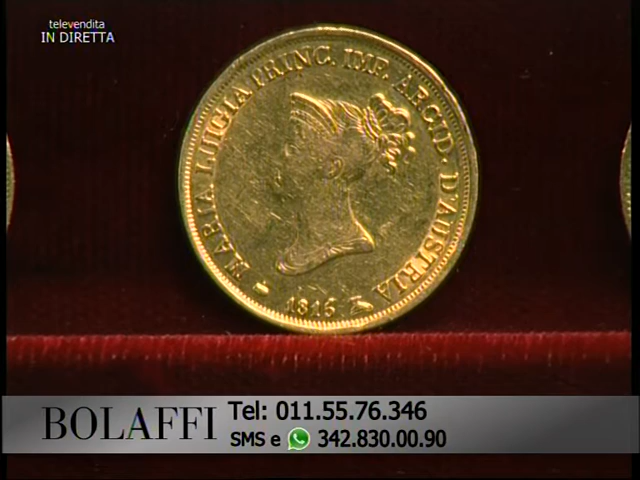 televendita
IN DIRETTA
MARIA LUIGIA PRINC. IMP. ARCID. D'AUSTRIA
1815
BOLAFFI
Tel: 011.55.76.346
SMS e 342.830.00.90